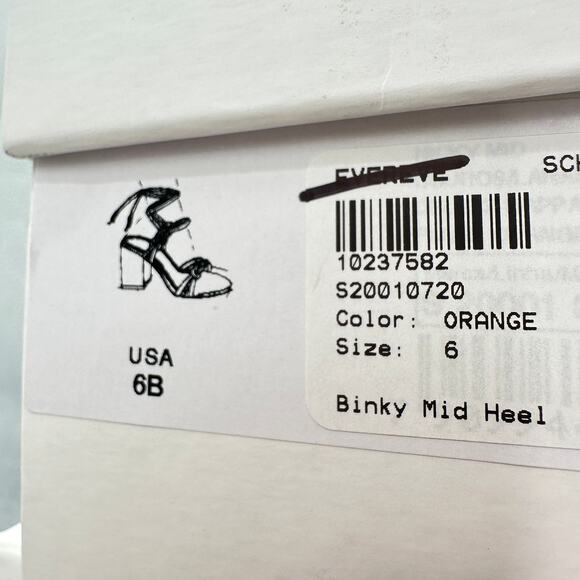 USA
6B
EVEREVE SCH
10237582
S20010720
Color: ORANGE
Size: 6
Binky Mid Heel